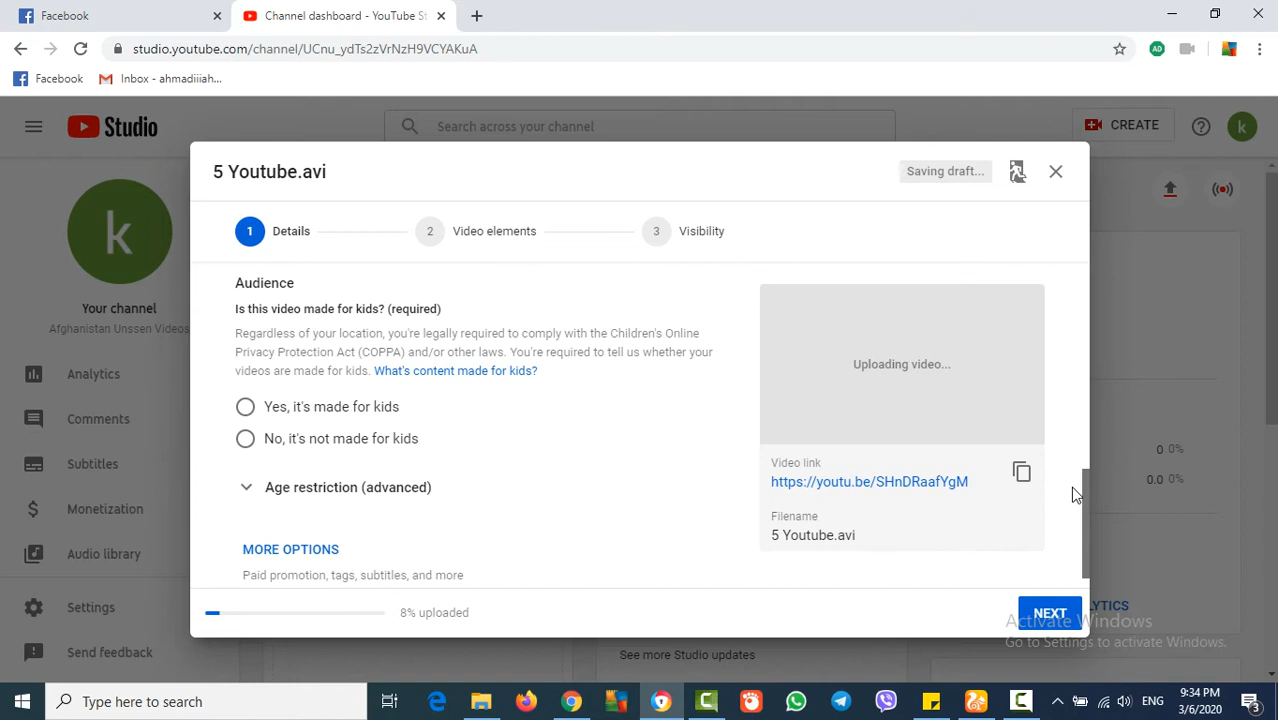 Facebook
Channel dashboard - YouTube St
studio.youtube.com/channel/UCnu_ydTs2zVrNzH9VCYAKuA
Facebook
Inbox - ahmadiiiah...
Studio
Search across your channel
CREATE
k
5 Youtube.avi
Saving draft...
1 Details
2 Video elements
3 Visibility
k
Your channel
Afghanistan Unssen Videos
Analytics
Comments
Subtitles
Monetization
Audio library
Settings
Send feedback
Audience
Is this video made for kids? (required)
Regardless of your location, you're legally required to comply with the Children's Online
Privacy Protection Act (COPPA) and/or other laws. You're required to tell us whether your
videos are made for kids. What's content made for kids?
Yes, it's made for kids
No, it's not made for kids
Age restriction (advanced)
MORE OPTIONS
Paid promotion, tags, subtitles, and more
Uploading video...
Video link
https://youtu.be/SHnDRaafYgM
Filename
5 Youtube.avi
0 0%
0.0 %
8% uploaded
NEXT
YTICS
Activate Windows
Go to Settings to activate Windows.
See more Studio updates
Type here to search
ENG
9:34 PM
3/6/2020
3